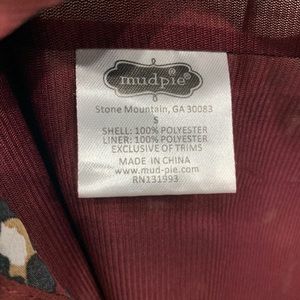 mudpie®
Stone Mountain, GA 30083
S
SHELL: 100% POLYESTER
LINER: 100% POLYESTER
EXCLUSIVE OF TRIMS
MADE IN CHINA
www.mud-pie.com
RN131993